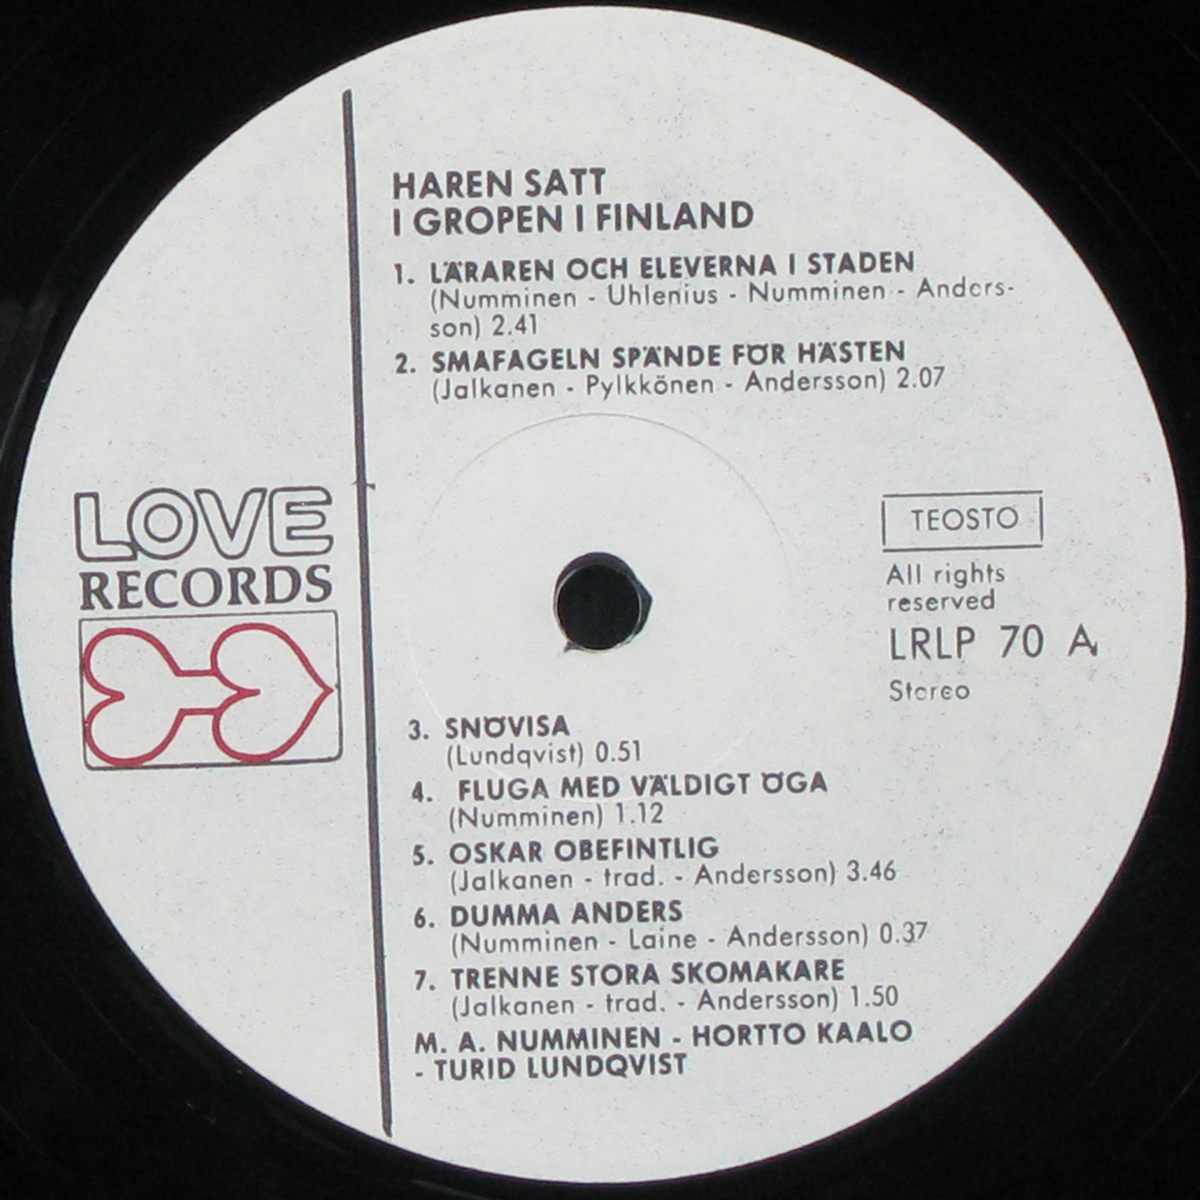 HAREN SATT
I GROPEN I FINLAND
1. LÄRAREN OCH ELEVERNA I STADEN
(Numminen - Uhlenius - Numminen - Anders-
son) 2.41
2. SMAFAGELN SPÄNDE FÖR HÄSTEN
(Jalkanen - Pylkkönen - Andersson) 2.07
LOVE
RECORDS
TEOSTO
All rights
reserved
LRLP 70 A
Stereo
3. SNÖVISA
(Lundqvist) 0.51
4. FLUGA MED VÄLDIGT ÖGA
(Numminen) 1.12
5. OSKAR OBEFINTLIG
(Jalkanen - trad. - Andersson) 3.46
6. DUMMA ANDERS
(Numminen - Laine - Andersson) 0.37
7. TRENNE STORA SKOMAKARE
(Jalkanen - trad. - Andersson) 1.50
M. A. NUMMINEN - HORTTO KAALO
- TURID LUNDQVIST